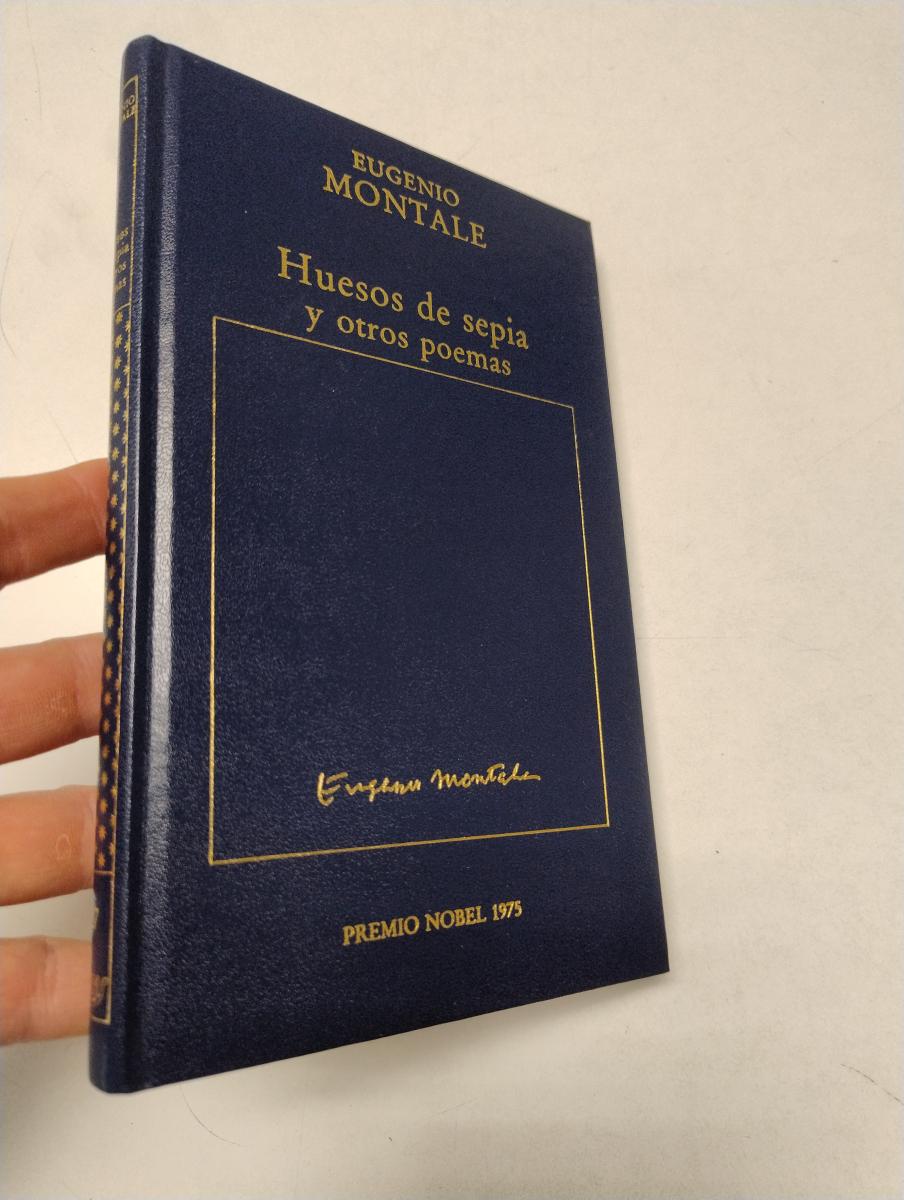 EUGENIO
MONTALE
Huesos de sepia
y otros poemas
Eugenio Montale
PREMIO NOBEL 1975